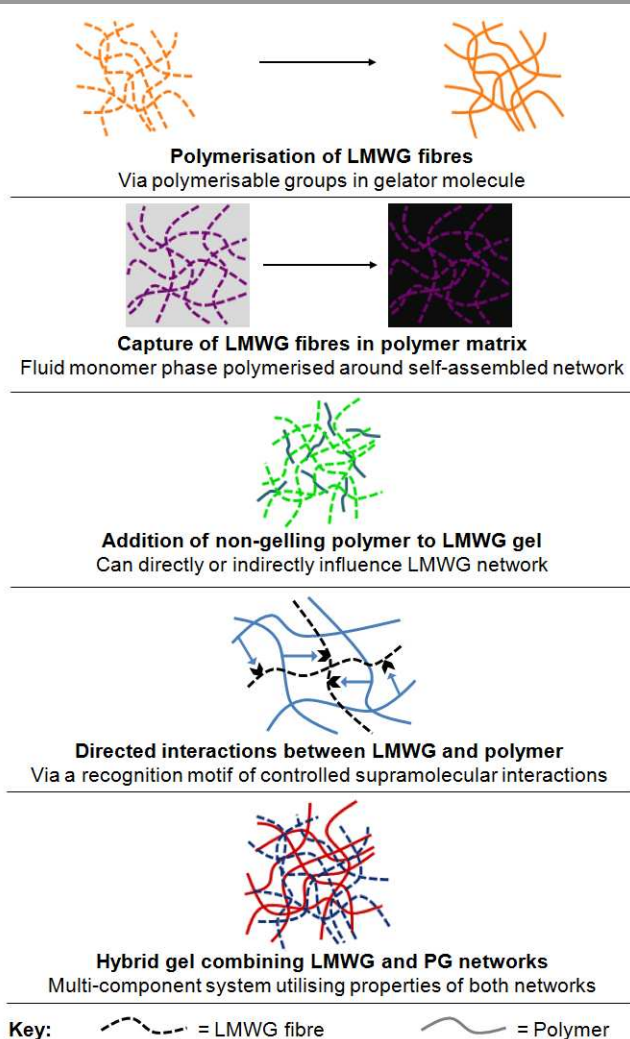 Polymerisation of LMWG fibres
Via polymerisable groups in gelator molecule
Capture of LMWG fibres in polymer matrix
Fluid monomer phase polymerised around self-assembled network
Addition of non-gelling polymer to LMWG gel
Can directly or indirectly influence LMWG network
Directed interactions between LMWG and polymer
Via a recognition motif of controlled supramolecular interactions
Hybrid gel combining LMWG and PG networks
Multi-component system utilising properties of both networks
Key: = LMWG fibre = Polymer